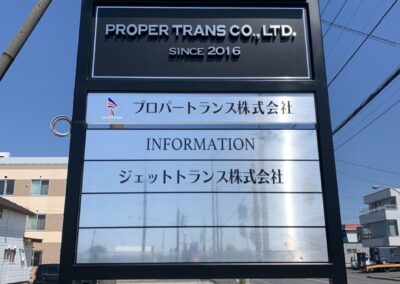 PROPER TRANS CO., LTD.
SINCE 2016
プロパートランス株式会社
INFORMATION
ジェットトランス株式会社